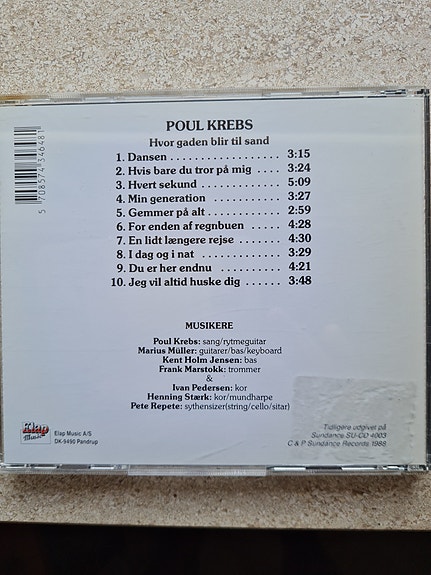 POUL KREBS
Hvor gaden blir til sand
1. Dansen . . . . . . . . . . . . . . . . . . 3:15
2. Hvis bare du tror på mig . . . . 3:24
3. Hvert sekund . . . . . . . . . . . . 5:09
4. Min generation . . . . . . . . . . 3:27
5. Gemmer på alt . . . . . . . . . . . 2:59
6. For enden af regnbuen . . . . . 4:28
7. En lidt længere rejse . . . . . . . 4:30
8. I dag og i nat . . . . . . . . . . . . 3:29
9. Du er her endnu . . . . . . . . . 4:21
10. Jeg vil altid huske dig . . . . . . 3:48
MUSIKERE
Poul Krebs: sang/rytmeguitar
Marius Müller: guitarer/bas/keyboard
Kent Holm Jensen: bas
Frank Marstokk: trommer
&
Ivan Pedersen: kor
Henning Stærk: kor/mundharpe
Pete Repete: sythensizer(string/cello/sitar)
Elap
Music
Elap Music A/S
DK-9490 Pandrup
Tidligere udgivet på
Sundance SU-CD 4003
C & P Sundance Records 1988
5 708574 346481